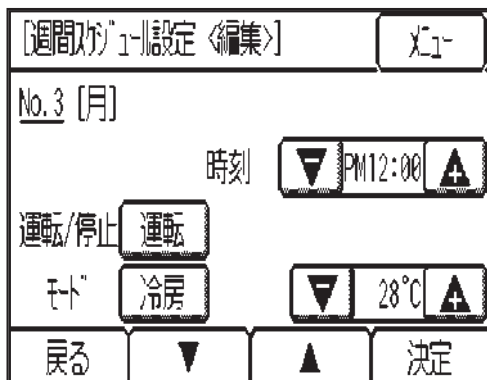 [週間ｽｹｼﾞｭｰﾙ設定 <編集>] ﾒﾆｭｰ
No.3 [月]
時刻 ▼ PM12:00 ▲
運転/停止 運転
ﾓｰﾄﾞ 冷房 ▼ 28℃ ▲
戻る ▼ ▲ 決定